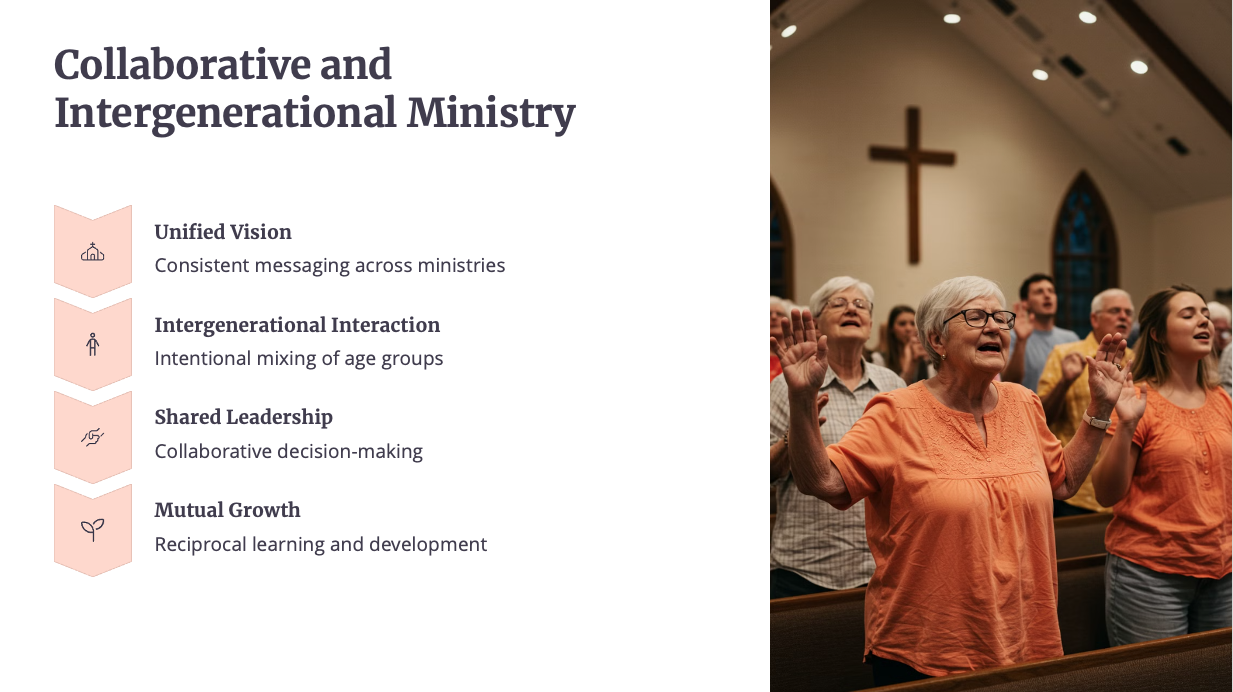 Collaborative and
Intergenerational Ministry
Unified Vision
Consistent messaging across ministries
Intergenerational Interaction
Intentional mixing of age groups
Shared Leadership
Collaborative decision-making
Mutual Growth
Reciprocal learning and development